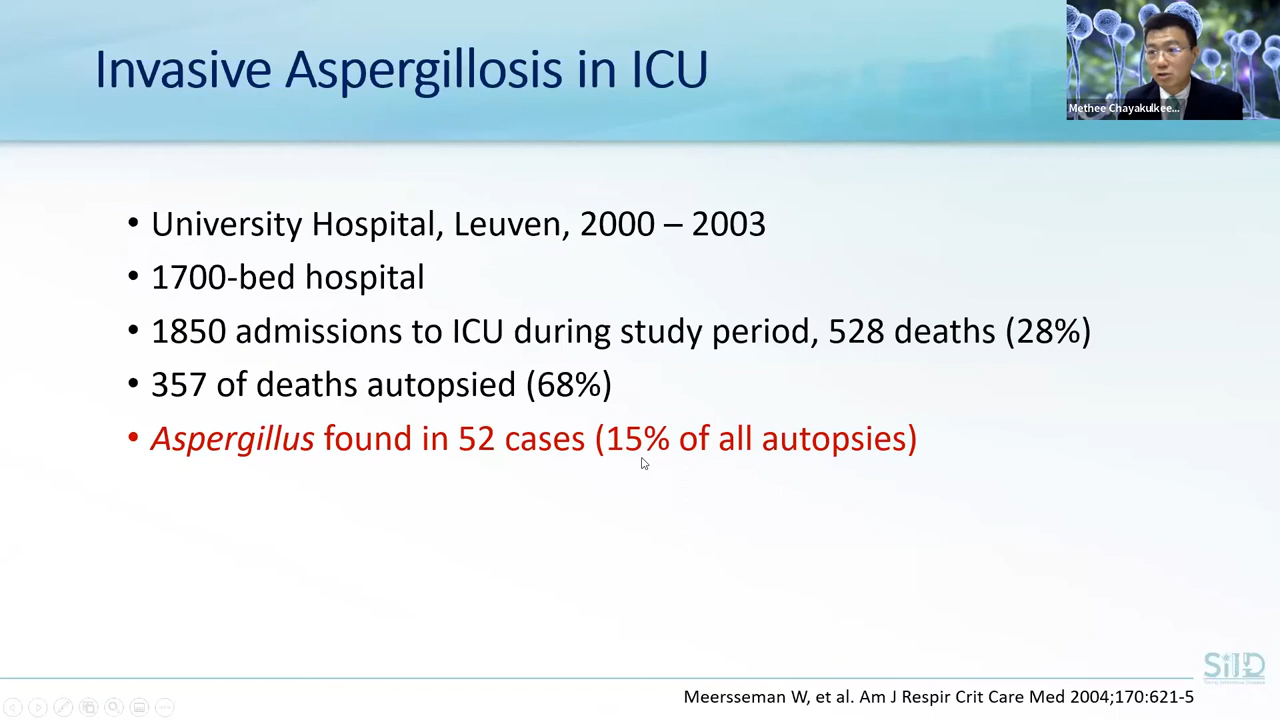 Invasive Aspergillosis in ICU
Methee Chayakulkee...
• University Hospital, Leuven, 2000 – 2003
• 1700-bed hospital
• 1850 admissions to ICU during study period, 528 deaths (28%)
• 357 of deaths autopsied (68%)
• Aspergillus found in 52 cases (15% of all autopsies)
Meersseman W, et al. Am J Respir Crit Care Med 2004;170:621-5